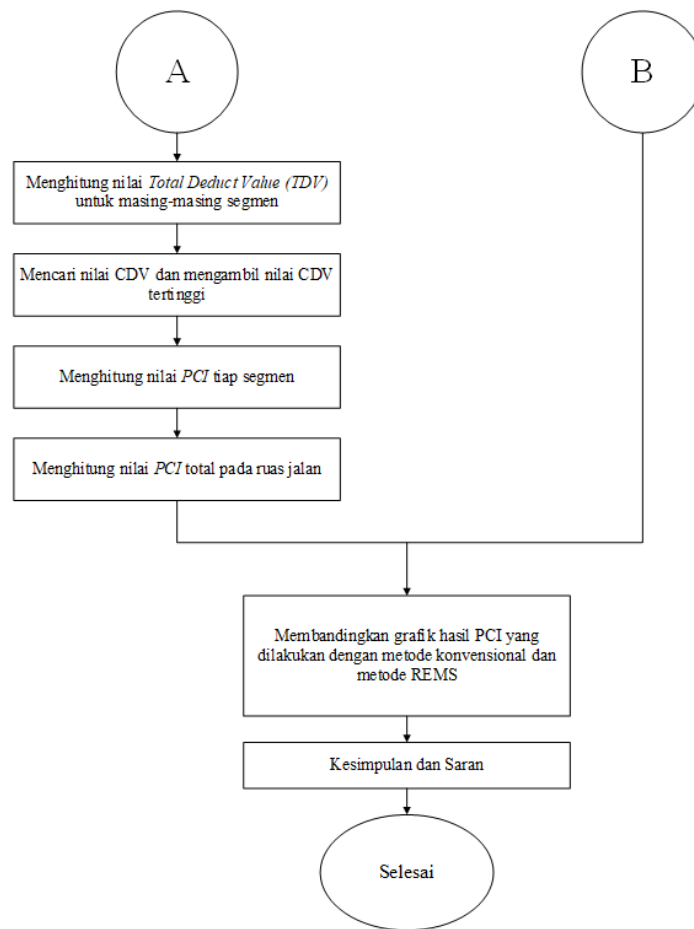 A
B
Menghitung nilai Total Deduct Value (TDV)
untuk masing-masing segmen
Mencari nilai CDV dan mengambil nilai CDV
tertinggi
Menghitung nilai PCI tiap segmen
Menghitung nilai PCI total pada ruas jalan
Membandingkan grafik hasil PCI yang
dilakukan dengan metode konvensional dan
metode REMS
Kesimpulan dan Saran
Selesai